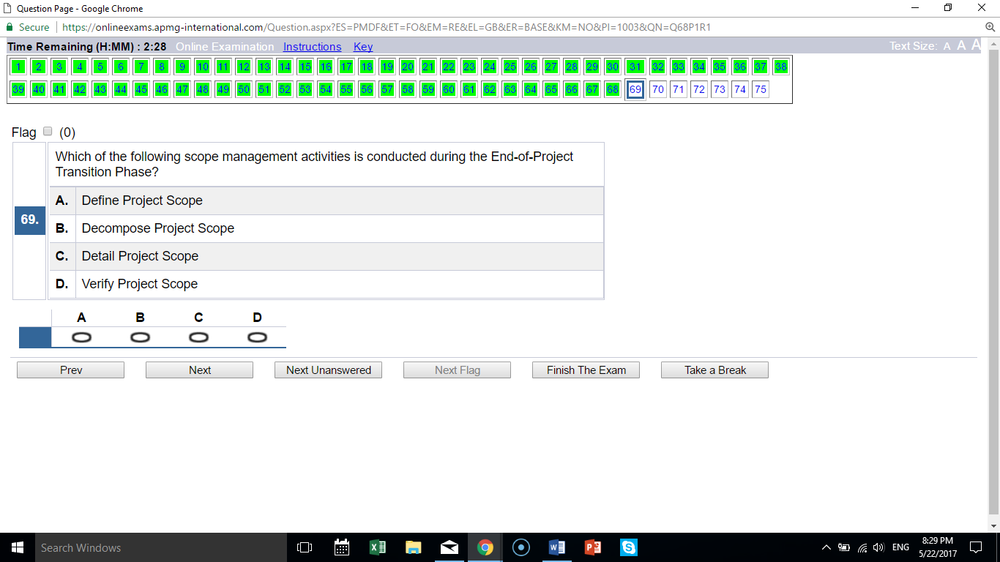 Question Page - Google Chrome
Secure https://onlineexams.apmg-international.com/Question.aspx?ES=PMDF&ET=FO&EM=RE&EL=GB&ER=BASE&KM=NO&PI=1003&QN=Q68P1R1
Time Remaining (H:MM) : 2:28 Online Examination Instructions Key Text Size: A A A
1 2 3 4 5 6 7 8 9 10 11 12 13 14 15 16 17 18 19 20 21 22 23 24 25 26 27 28 29 30 31 32 33 34 35 36 37 38
39 40 41 42 43 44 45 46 47 48 49 50 51 52 53 54 55 56 57 58 59 60 61 62 63 64 65 66 67 68 69 70 71 72 73 74 75
Flag (0)
Which of the following scope management activities is conducted during the End-of-Project
Transition Phase?
69.
A. Define Project Scope
B. Decompose Project Scope
C. Detail Project Scope
D. Verify Project Scope
A B C D
Prev Next Next Unanswered Next Flag Finish The Exam Take a Break
Search Windows ENG 8:29 PM
5/22/2017